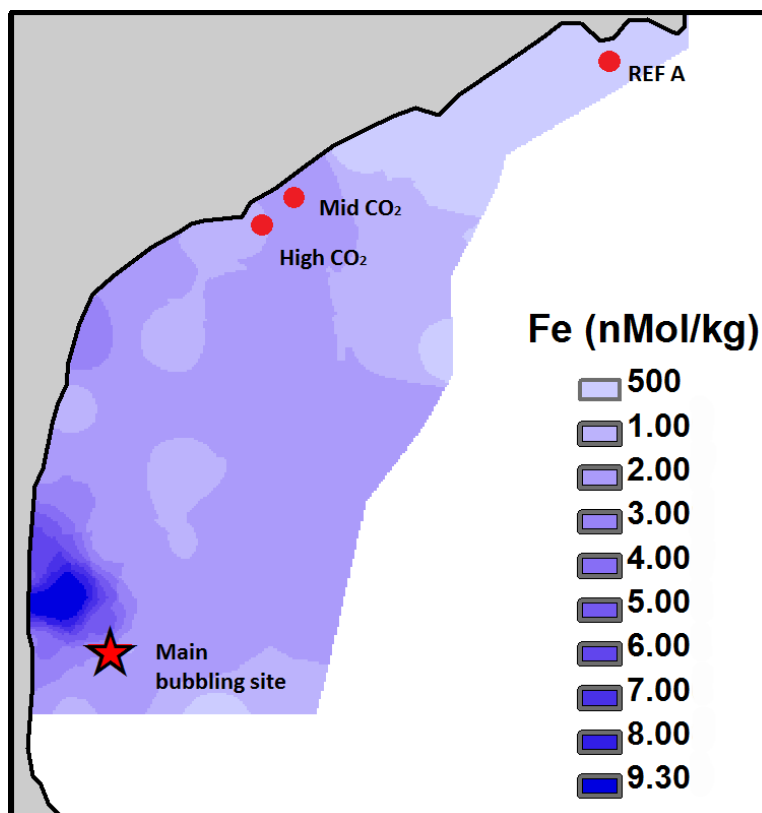 REF A
Mid CO₂
High CO₂
Fe (nMol/kg)
500
1.00
2.00
3.00
4.00
5.00
6.00
7.00
8.00
9.30
Main
bubbling site